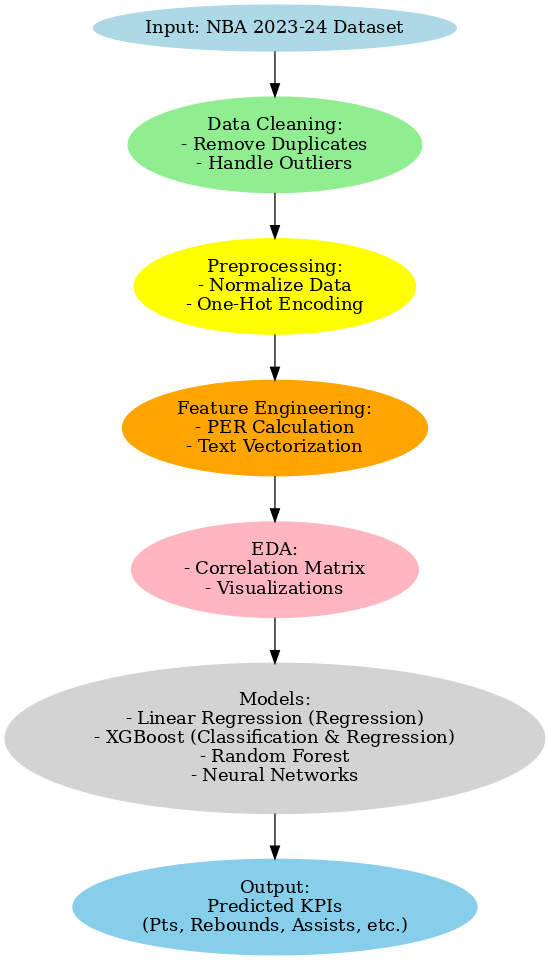 Input: NBA 2023-24 Dataset
Data Cleaning:
- Remove Duplicates
- Handle Outliers
Preprocessing:
- Normalize Data
- One-Hot Encoding
Feature Engineering:
- PER Calculation
- Text Vectorization
EDA:
- Correlation Matrix
- Visualizations
Models:
- Linear Regression (Regression)
- XGBoost (Classification & Regression)
- Random Forest
- Neural Networks
Output:
Predicted KPIs
(Pts, Rebounds, Assists, etc.)